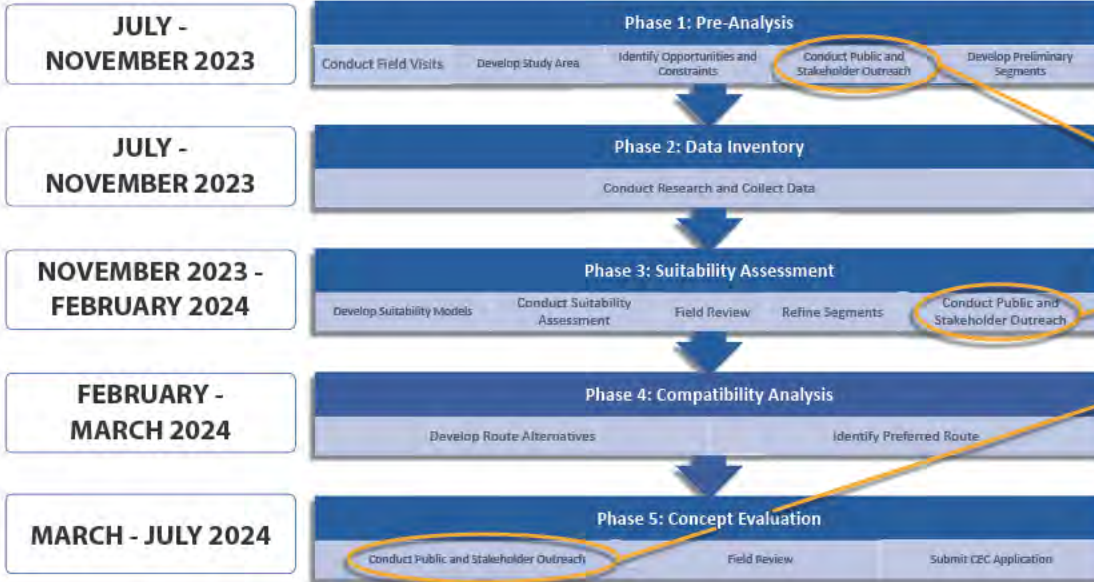 JULY -
NOVEMBER 2023
Phase 1: Pre-Analysis
Conduct Field Visits
Develop Study Area
Identify Opportunities and
Constraints
Conduct Public and
Stakeholder Outreach
Develop Preliminary
Segments
JULY -
NOVEMBER 2023
Phase 2: Data Inventory
Conduct Research and Collect Data
NOVEMBER 2023 -
FEBRUARY 2024
Phase 3: Suitability Assessment
Develop Suitability Models
Conduct Suitability
Assessment
Field Review
Refine Segments
Conduct Public and
Stakeholder Outreach
FEBRUARY -
MARCH 2024
Phase 4: Compatibility Analysis
Develop Route Alternatives
Identify Preferred Route
MARCH - JULY 2024
Phase 5: Concept Evaluation
Conduct Public and Stakeholder Outreach
Field Review
Submit CEC Application